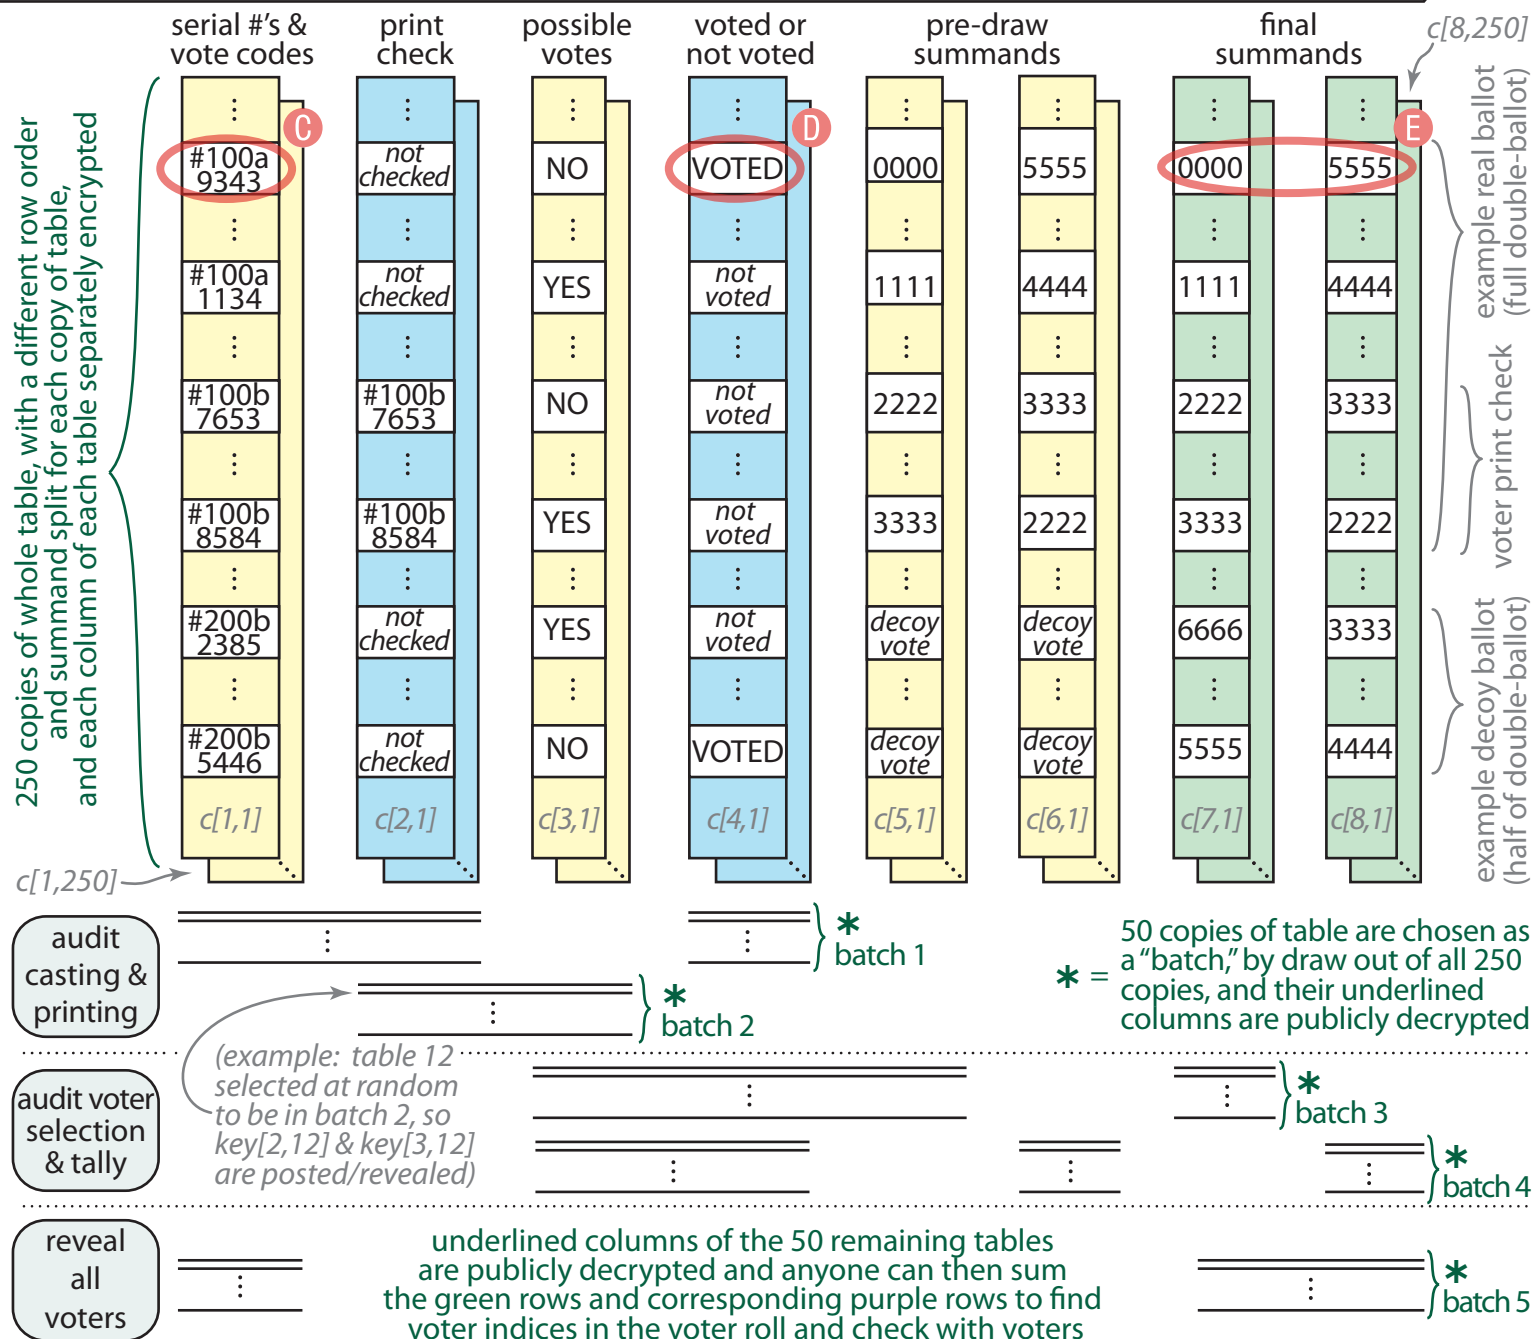 serial #'s &
vote codes
print
check
possible
votes
voted or
not voted
pre-draw
summands
final
summands
c[8,250]
250 copies of whole table, with a different row order
and summand split for each copy of table,
and each column of each table separately encrypted
C
D
E
#100a
9343
not
checked
NO
VOTED
0000
5555
0000
5555
#100a
1134
not
checked
YES
not
voted
1111
4444
1111
4444
#100b
7653
#100b
7653
NO
not
voted
2222
3333
2222
3333
#100b
8584
#100b
8584
YES
not
voted
3333
2222
3333
2222
#200b
2385
not
checked
YES
not
voted
decoy
vote
decoy
vote
6666
3333
#200b
5446
not
checked
NO
VOTED
decoy
vote
decoy
vote
5555
4444
c[1,1]
c[2,1]
c[3,1]
c[4,1]
c[5,1]
c[6,1]
c[7,1]
c[8,1]
example real ballot
(full double-ballot)
voter print check
example decoy ballot
(half of double-ballot)
c[1,250]
audit
casting &
printing
*
batch 1
*
batch 2
* =
50 copies of table are chosen as
a "batch," by draw out of all 250
copies, and their underlined
columns are publicly decrypted
(example: table 12
selected at random
to be in batch 2, so
key[2,12] & key[3,12]
are posted/revealed)
audit voter
selection
& tally
*
batch 3
*
batch 4
reveal
all
voters
underlined columns of the 50 remaining tables
are publicly decrypted and anyone can then sum
the green rows and corresponding purple rows to find
voter indices in the voter roll and check with voters
*
batch 5